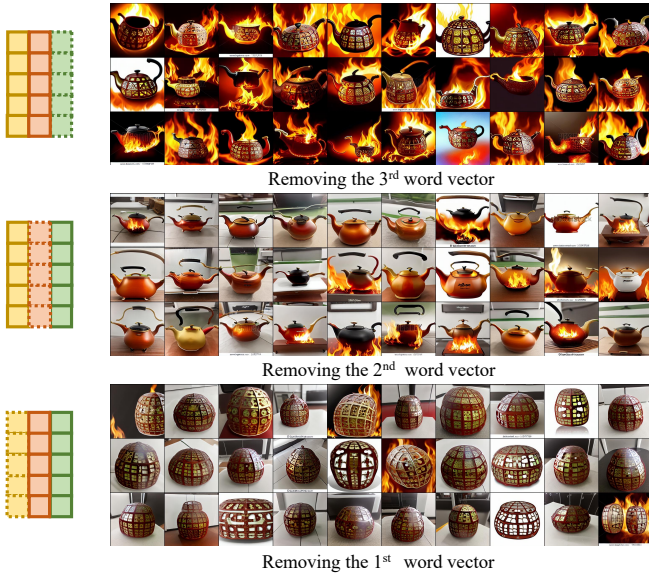 Removing the 3rd word vector
Removing the 2nd word vector
Removing the 1st word vector